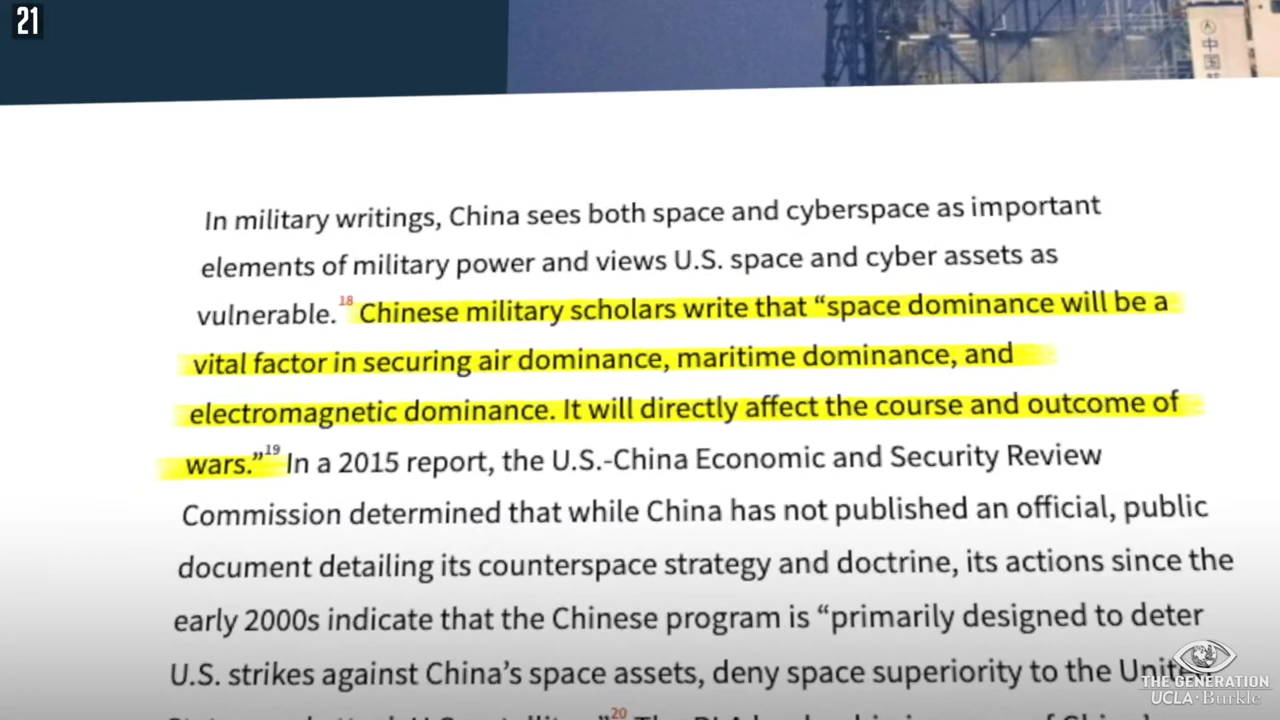 21
中国
In military writings, China sees both space and cyberspace as important
elements of military power and views U.S. space and cyber assets as
vulnerable.18 Chinese military scholars write that “space dominance will be a
vital factor in securing air dominance, maritime dominance, and
electromagnetic dominance. It will directly affect the course and outcome of
wars.”19 In a 2015 report, the U.S.-China Economic and Security Review
Commission determined that while China has not published an official, public
document detailing its counterspace strategy and doctrine, its actions since the
early 2000s indicate that the Chinese program is “primarily designed to deter
U.S. strikes against China’s space assets, deny space superiority to the
20
THE GENERATION
UCLA Burkle